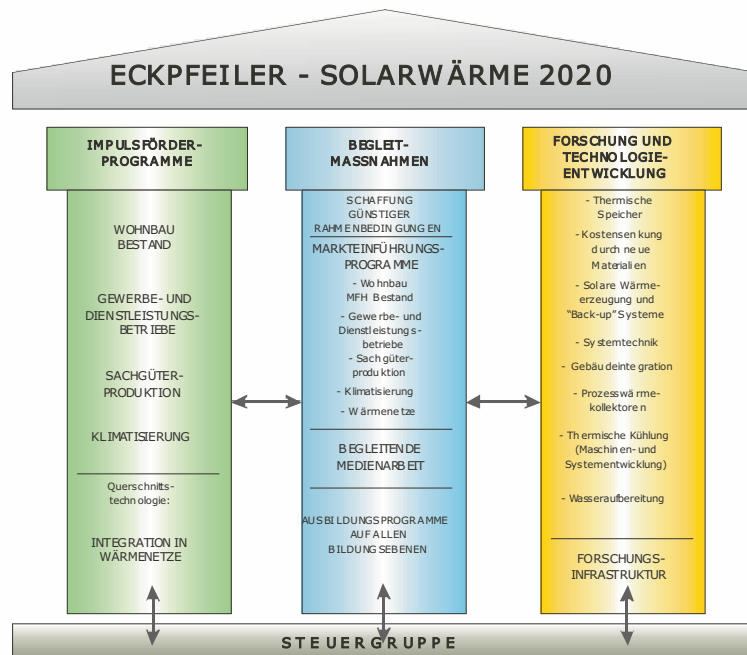 ECKPFEILER - SOLARWÄRME 2020
IMPULSFÖRDER-
PROGRAMME
WOHNBAU
BESTAND
GEWERBE- UND
DIENSTLEISTUNGS-
BETRIEBE
SACHGÜTER-
PRODUKTION
KLIMATISIERUNG
Querschnitts-
technologie:
INTEGRATION IN
WÄRMENETZE
BEGLEIT-
MASSNAHMEN
SCHAFFUNG
GÜNSTIGER
RAHMENBEDINGUNGEN
MARKTEINFÜHRUNGS-
PROGRAMME
- Wohnbau
MFH Bestand
- Gewerbe- und
Dienstleistungs-
betriebe
- Sachgüter-
produktion
- Klimatisierung
- Wärmenetze
BEGLEITENDE
MEDIENARBEIT
AUSBILDUNGSPROGRAMME
AUF ALLEN
BILDUNGSEBENEN
FORSCHUNG UND
TECHNOLOGIE-
ENTWICKLUNG
- Thermische
Speicher
- Kostensenkung
durch neue
Materialien
- Solare Wärme-
erzeugung und
“Back-up” Systeme
- Systemtechnik
- Gebäudeintegration
- Prozesswärme-
kollektoren
- Thermische Kühlung
(Maschinen- und
Systementwicklung)
- Wasseraufbereitung
FORSCHUNGS-
INFRASTRUKTUR
STEUERGRUPPE